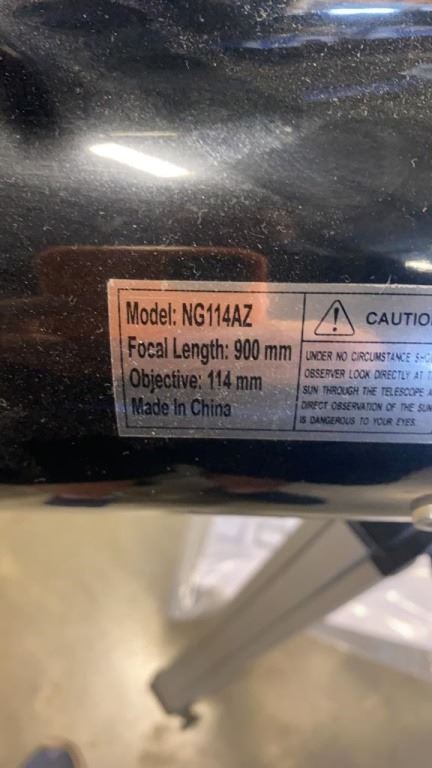 Model: NG114AZ
Focal Length: 900 mm
Objective: 114 mm
Made In China
UNDER NO CIRCUMSTANCE
OBSERVER LOOK DIRECTLY AT
SUN THROUGH THE TELESCOPE
DIRECT OBSERVATION OF THE SUN
IS DANGEROUS TO YOUR EYES.